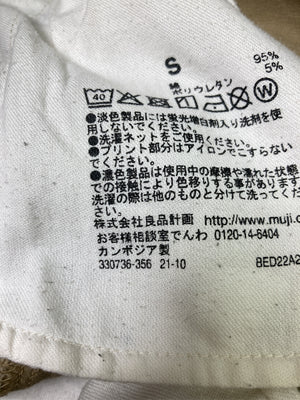 S
綿 95%
ポリウレタン 5%
40 W
●淡色製品には蛍光増白剤入り洗剤を使
用しないでください。
●洗濯ネットをご使用ください。
●プリント部分はアイロンでこすらない
でください。
●濃色製品は使用中の摩擦や濡れた状態
での接触により色移りする事があります
洗濯の際は他のものと分けて洗って
株式会社良品計画 http://www.muji.c
お客様相談室でんわ 0120-14-6404
カンボジア製
330736-356 21-10 8ED22A2